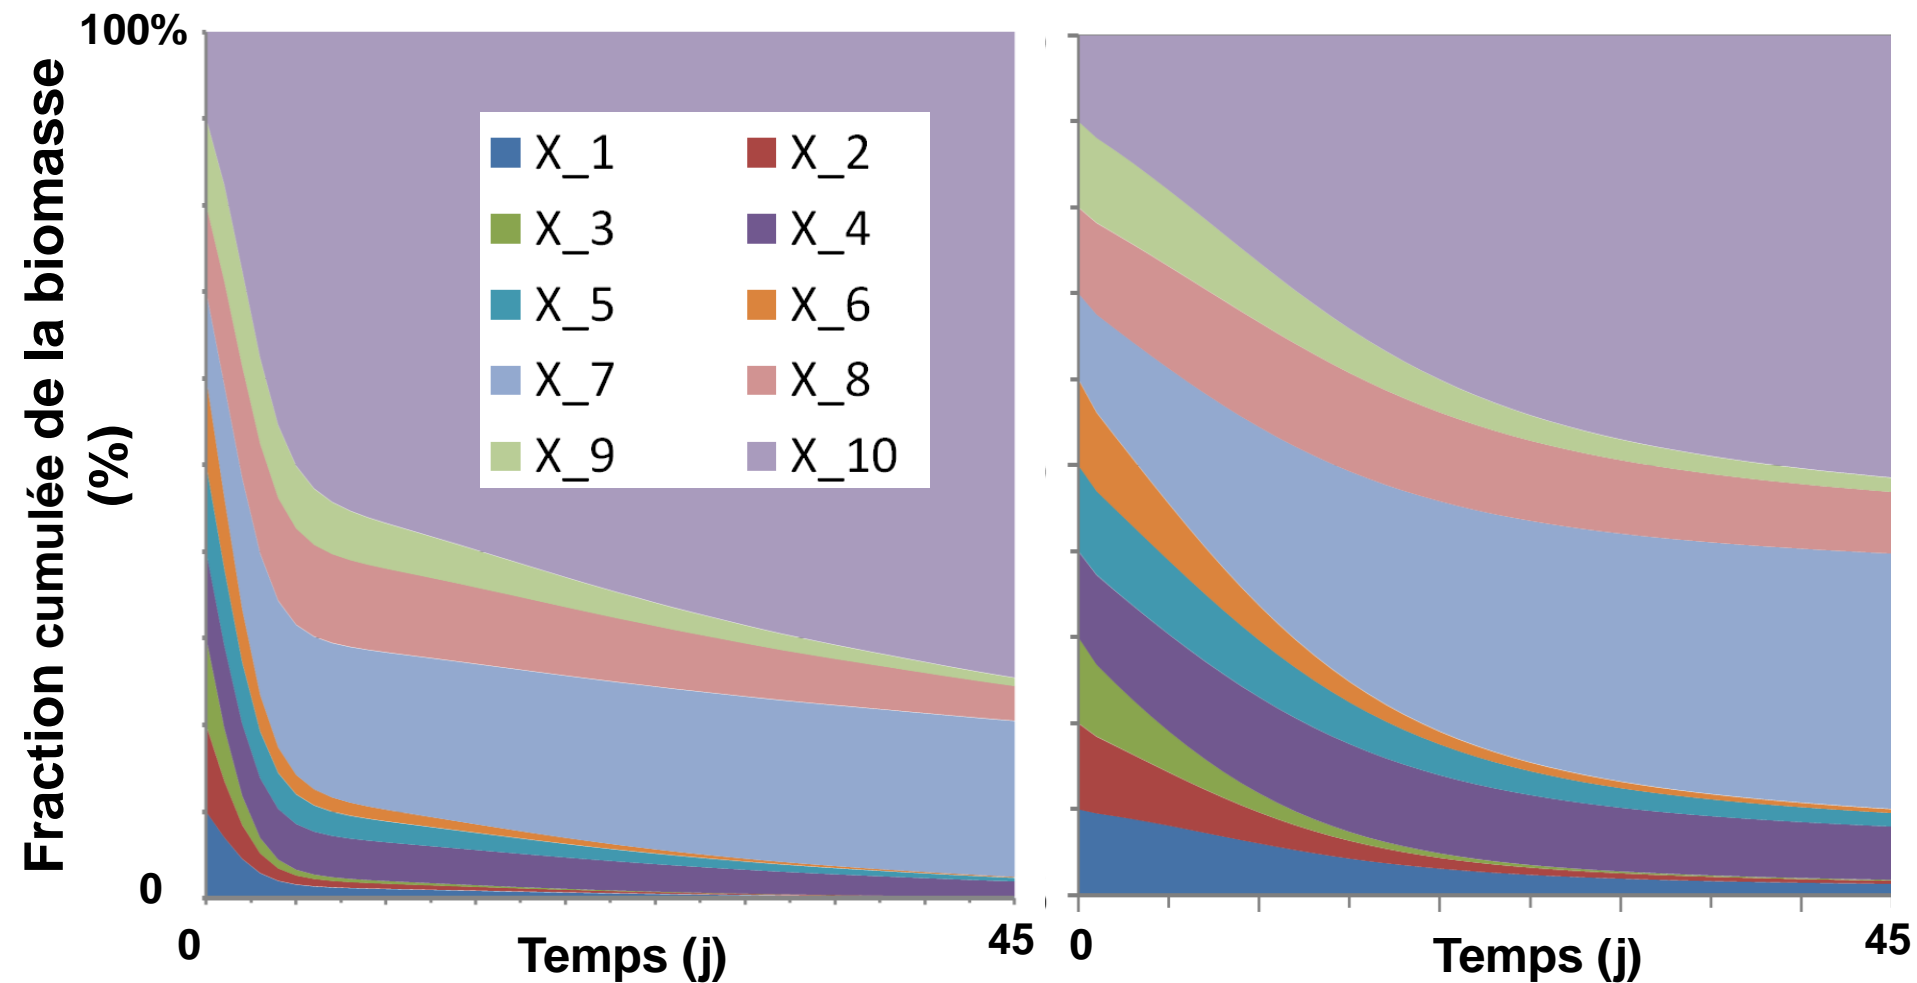 100%
Fraction cumulée de la biomasse
(%)
X_1
X_2
X_3
X_4
X_5
X_6
X_7
X_8
X_9
X_10
0
0
Temps (j)
45
0
Temps (j)
45